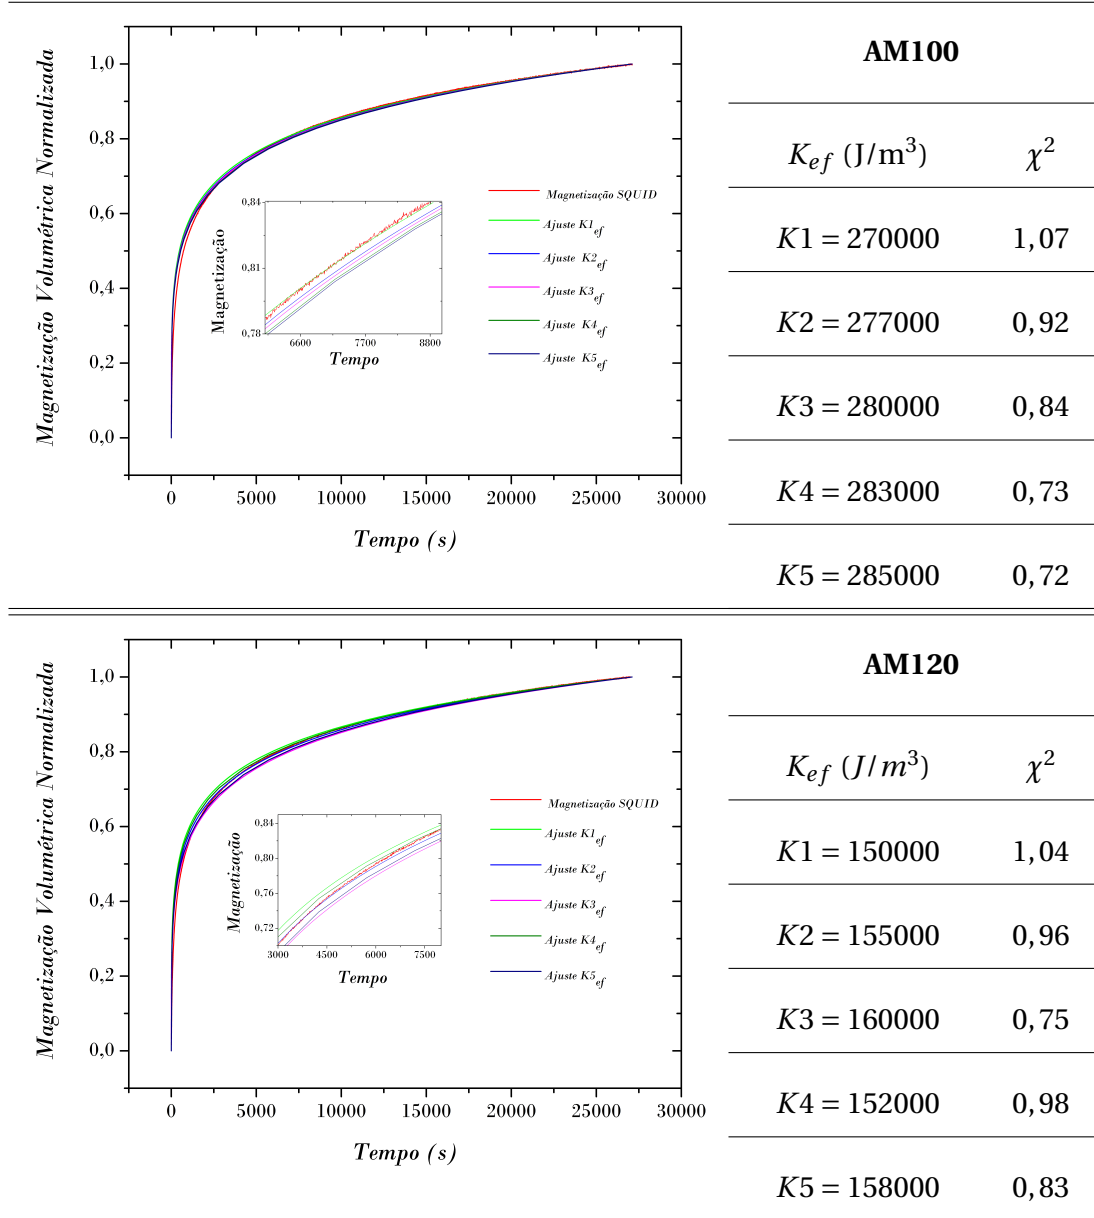 Magnetização Volumétrica Normalizada
1,0
0,8
0,6
0,4
0,2
0,0
0 5000 10000 15000 20000 25000 30000
Tempo (s)
Magnetização
0,84
0,81
0,78
6600 7700 8800
Tempo
Magnetização SQUID
Ajuste K1ef
Ajuste K2ef
Ajuste K3ef
Ajuste K4ef
Ajuste K5ef
AM100
Kef (J/m³) χ²
K1 = 270000 1,07
K2 = 277000 0,92
K3 = 280000 0,84
K4 = 283000 0,73
K5 = 285000 0,72
Magnetização Volumétrica Normalizada
1,0
0,8
0,6
0,4
0,2
0,0
0 5000 10000 15000 20000 25000 30000
Tempo (s)
Magnetização
0,84
0,80
0,76
0,72
3000 4500 6000 7500
Tempo
Magnetização SQUID
Ajuste K1ef
Ajuste K2ef
Ajuste K3ef
Ajuste K4ef
Ajuste K5ef
AM120
Kef (J/m³) χ²
K1 = 150000 1,04
K2 = 155000 0,96
K3 = 160000 0,75
K4 = 152000 0,98
K5 = 158000 0,83